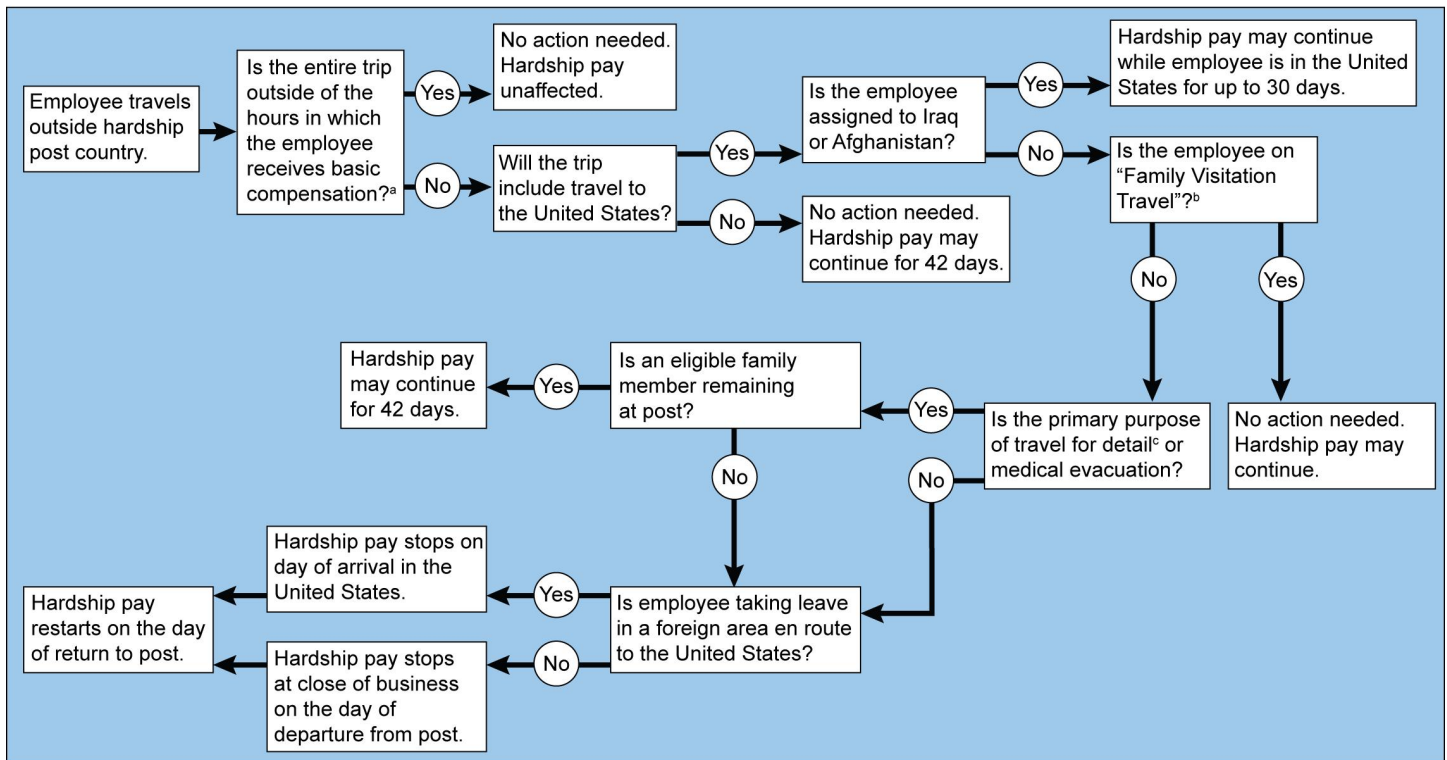 Employee travels
outside hardship
post country.
Is the entire trip
outside of the
hours in which
the employee
receives basic
compensation?ᵃ
Yes
No action needed.
Hardship pay
unaffected.
No
Will the trip
include travel to
the United States?
Yes
Is the employee
assigned to Iraq
or Afghanistan?
No
No action needed.
Hardship pay may
continue for 42 days.
Yes
Hardship pay may continue
while employee is in the United
States for up to 30 days.
No
Is the employee on
“Family Visitation
Travel”?ᵇ
No
Yes
Is the primary purpose
of travel for detailᶜ or
medical evacuation?
No action needed.
Hardship pay may
continue.
Yes
Is an eligible family
member remaining
at post?
Yes
Hardship pay
may continue
for 42 days.
No
No
Is employee taking leave
in a foreign area en route
to the United States?
Yes
Hardship pay stops on
day of arrival in the
United States.
No
Hardship pay stops
at close of business
on the day of
departure from post.
Hardship pay
restarts on the day
of return to post.